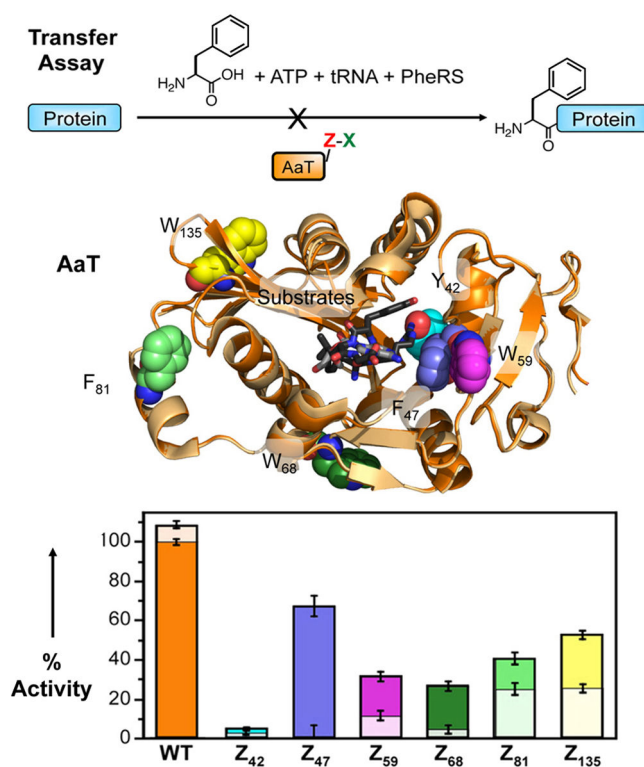 Transfer
Assay
H₂N
OH
O
+ ATP + tRNA + PheRS
Protein
X
Z-X
AaT
H₂N
O
Protein
AaT
W₁₃₅
Substrates
Y₄₂
F₈₁
W₅₉
F₄₇
W₆₈
%
Activity
100
80
60
40
20
0
WT Z₄₂ Z₄₇ Z₅₉ Z₆₈ Z₈₁ Z₁₃₅